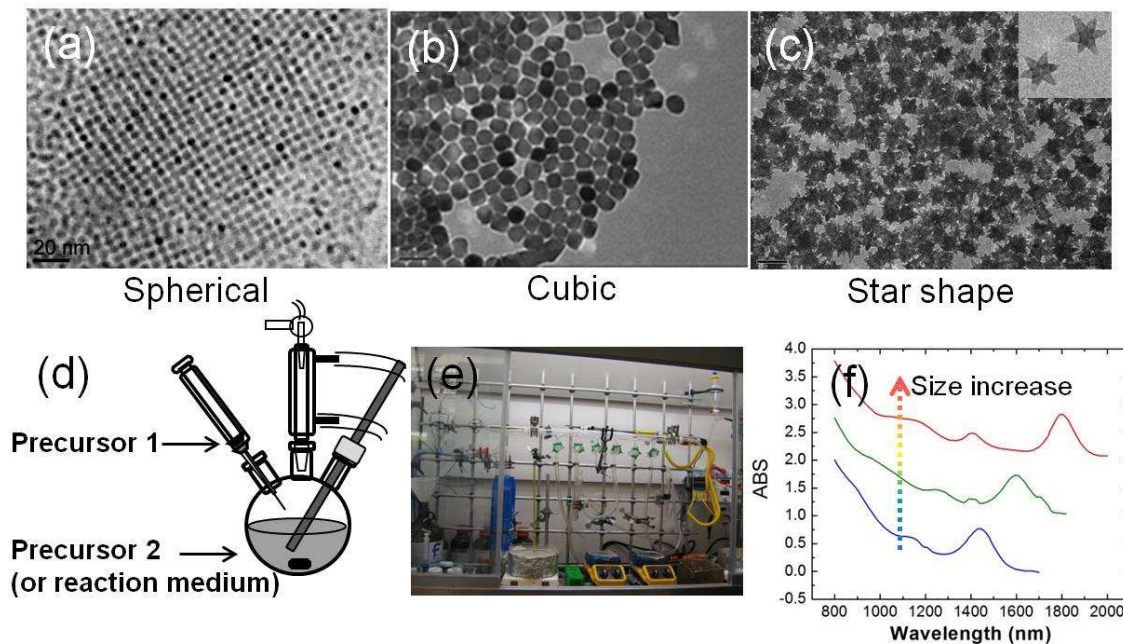 (a)
(b)
(c)
20 nm
Spherical
Cubic
Star shape
(d)
Precursor 1
Precursor 2
(or reaction medium)
(e)
(f)
Size increase
4.0
3.5
3.0
2.5
2.0
1.5
1.0
0.5
0.0
-0.5
ABS
800 1000 1200 1400 1600 1800 2000
Wavelength (nm)